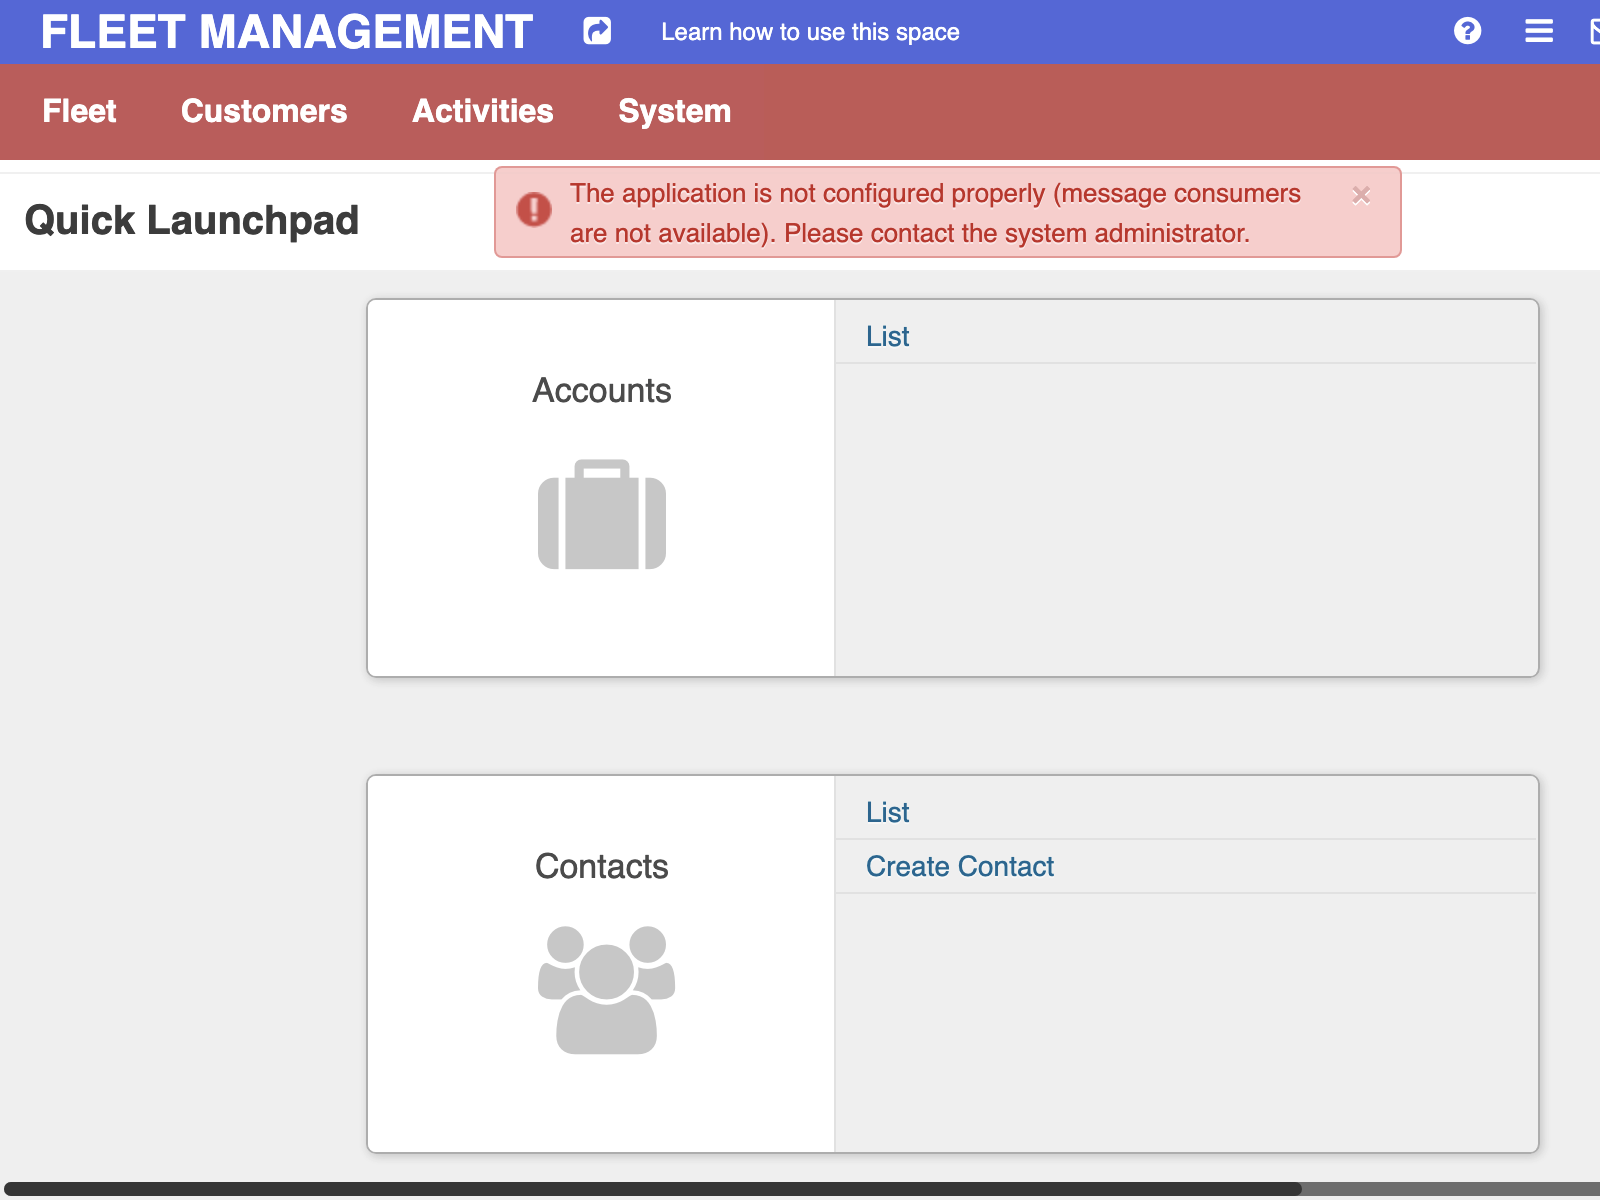 FLEET MANAGEMENT
Learn how to use this space
Fleet
Customers
Activities
System
Quick Launchpad
The application is not configured properly (message consumers
are not available). Please contact the system administrator.
Accounts
List
Contacts
List
Create Contact